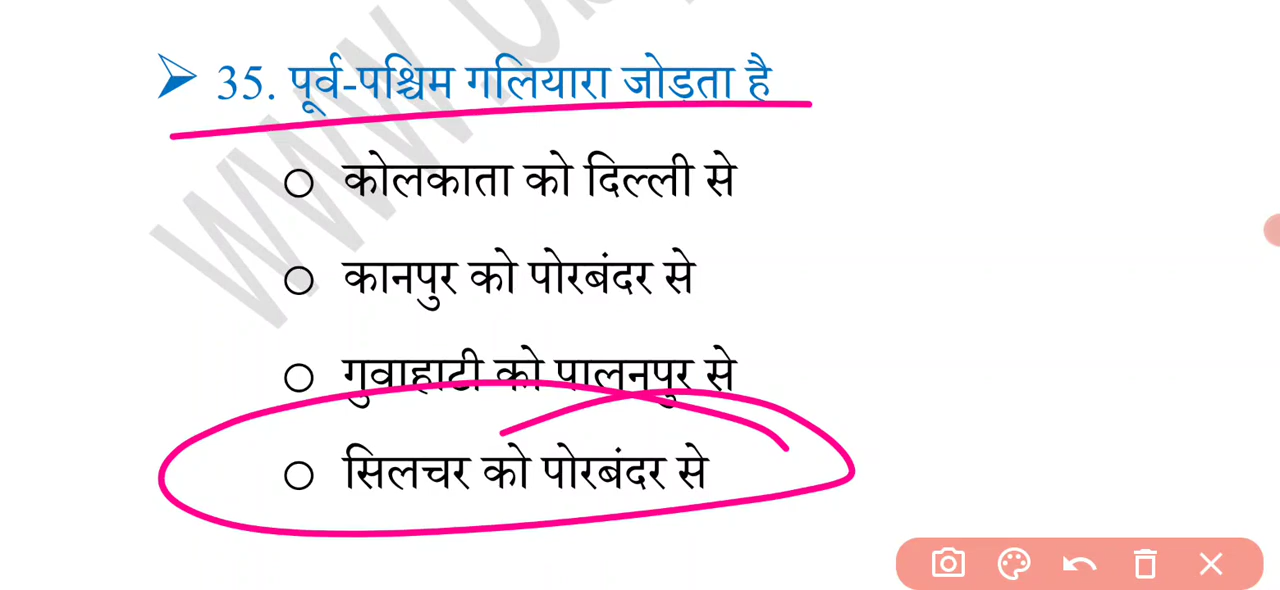 35. पूर्व-पश्चिम गलियारा जोड़ता है
कोलकाता को दिल्ली से
कानपुर को पोरबंदर से
गुवाहाटी को पालनपुर से
सिलचर को पोरबंदर से